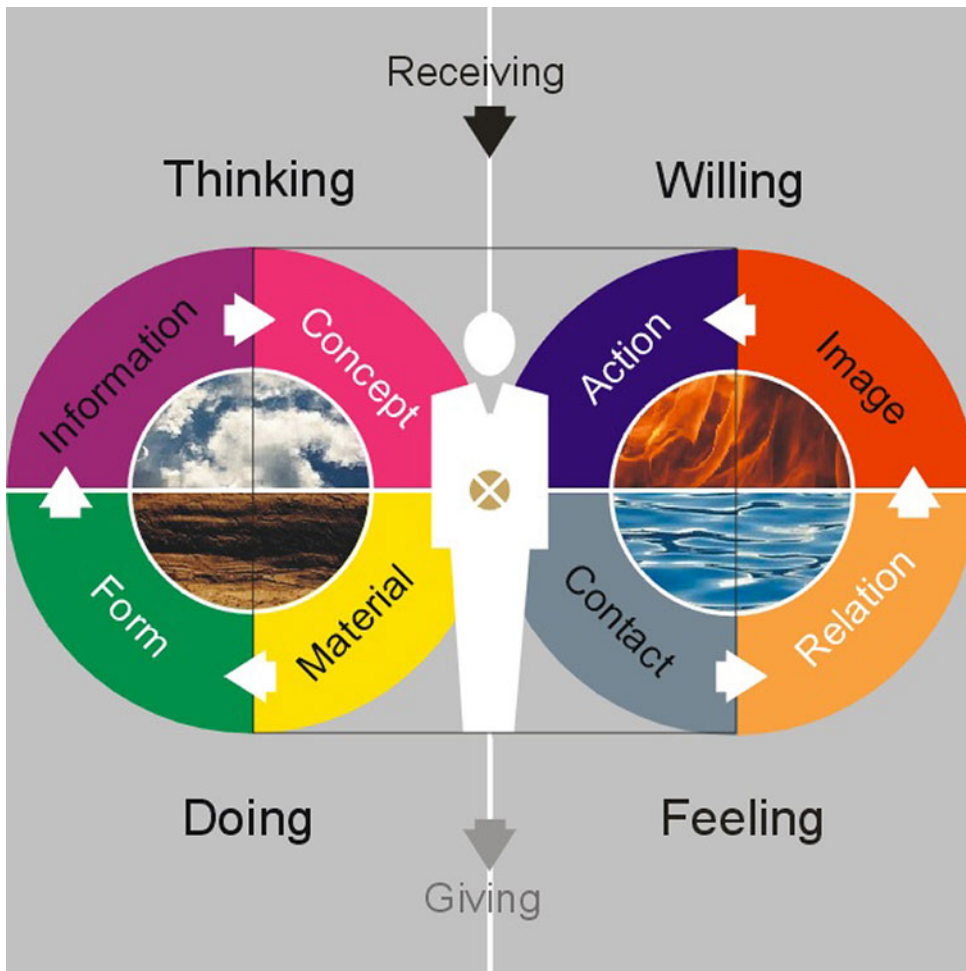 Receiving
Thinking
Willing
Information
Concept
Action
Image
Form
Material
Contact
Relation
Doing
Feeling
Giving